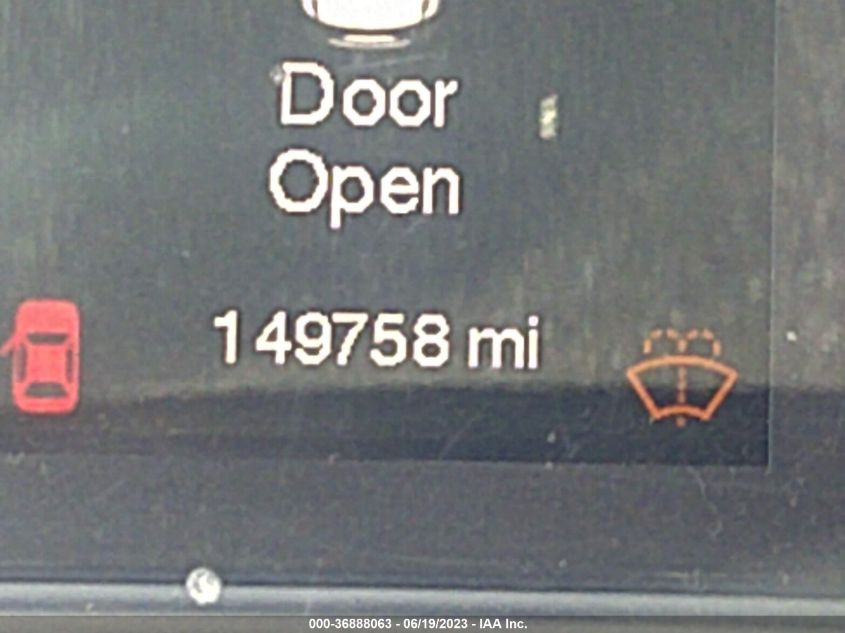 Door
Open
149758 mi
000-36888063 - 06/19/2023 - IAA Inc.